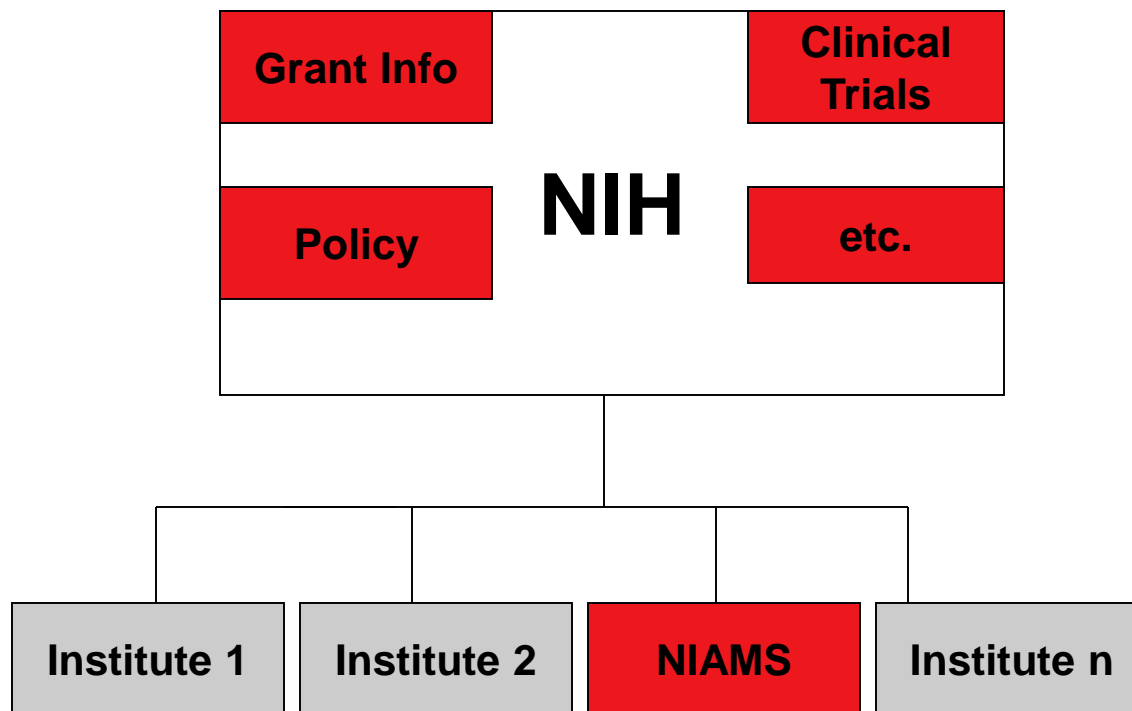 Grant Info
Clinical
Trials
NIH
Policy
etc.
Institute 1
Institute 2
NIAMS
Institute n